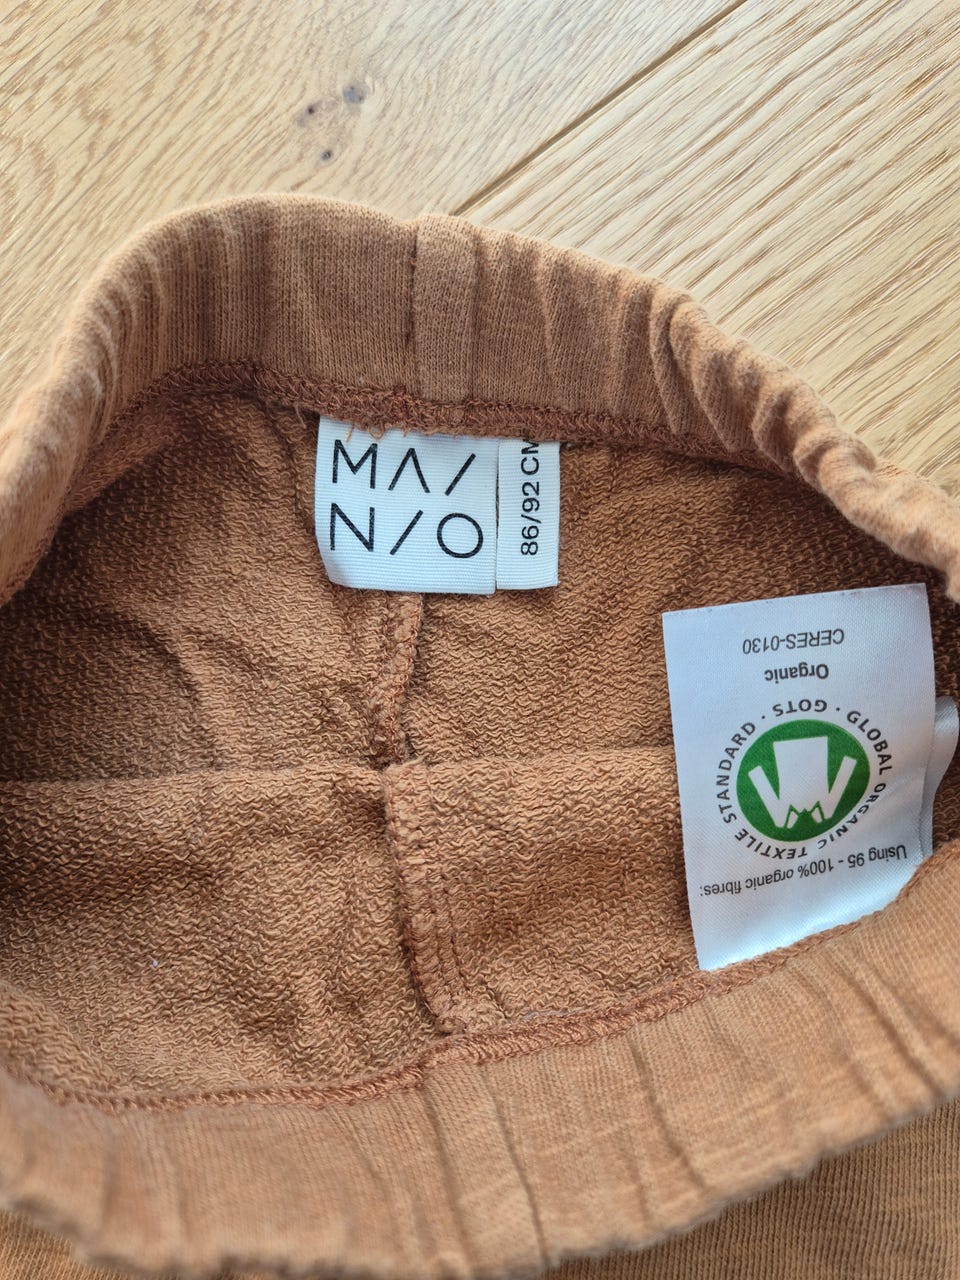 MA/
N/O
86/92 CM
Using 95 - 100% organic fibres:
GLOBAL ORGANIC TEXTILE STANDARD · GOTS ·
Organic
CERES-0130